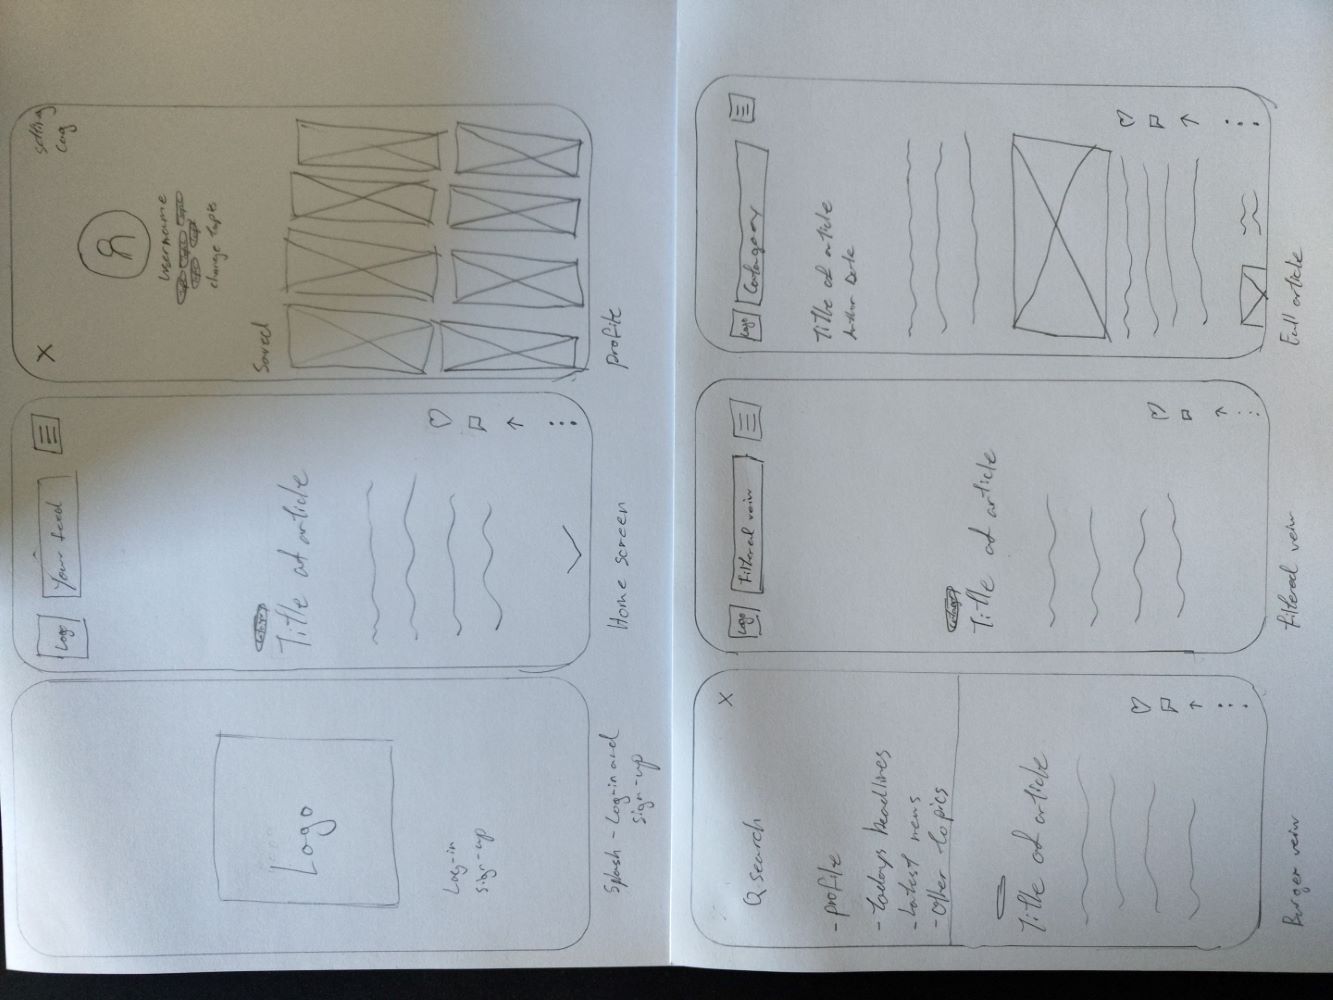 Logo
Log-in
sign-up
Splash - Log-in and
sign-up
Logo
Your feed
Category
Title of article
Home screen
setting
cog
username
Topic Topic Topic
Topic Topic
change topics
Saved
profile
search
- profile
- Todays headlines
- Latest news
- Other topics
Title of article
Burger veiw
Logo
Filtered veiw
Category
Title of article
filtered veiw
Logo
Catagory
Title of article
Author Date
Full article